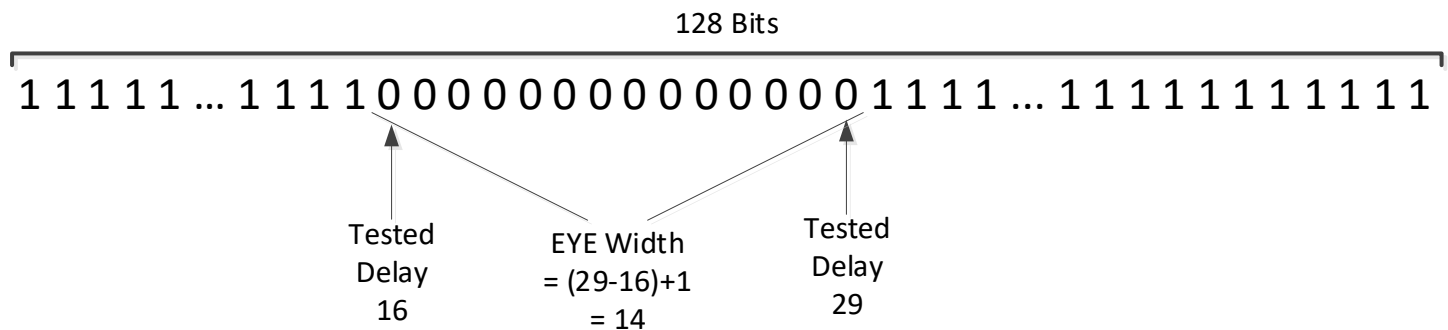 128 Bits
1 1 1 1 1 ... 1 1 1 1 0 0 0 0 0 0 0 0 0 0 0 0 0 0 1 1 1 1 ... 1 1 1 1 1 1 1 1 1 1 1
Tested
Delay
16
EYE Width
= (29-16)+1
= 14
Tested
Delay
29